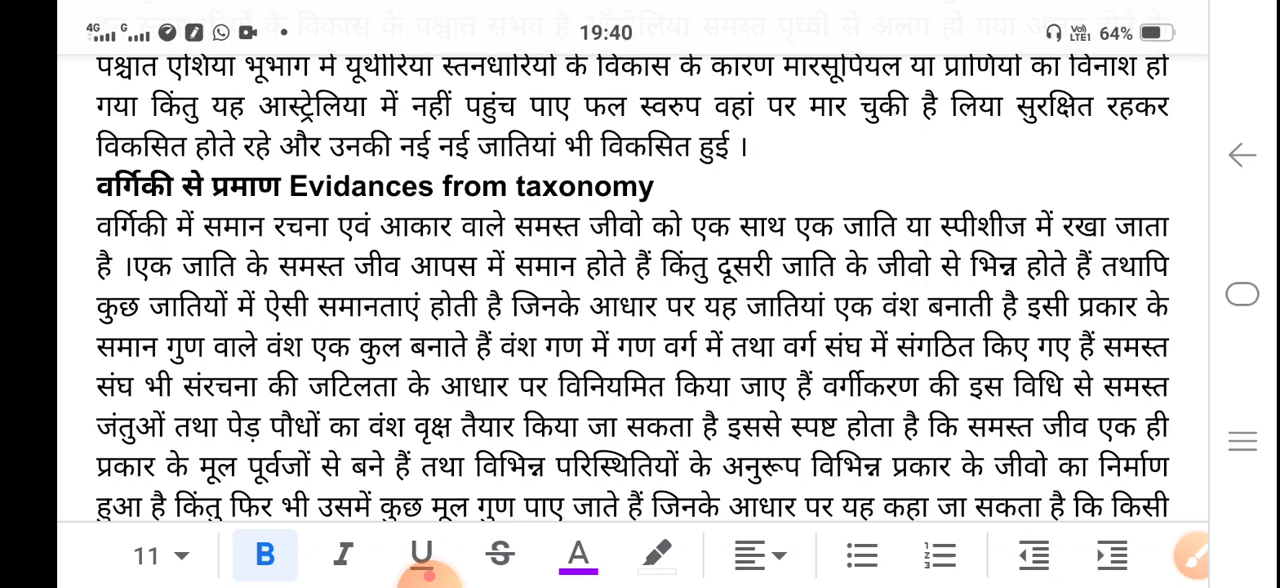 4G G 19:40 VoD LTE1 64%
पश्चात एशिया भूभाग में यूथीरिया स्तनधारियों के विकास के कारण मारसूपियल या प्राणियों का विनाश हो
गया किंतु यह आस्ट्रेलिया में नहीं पहुंच पाए फल स्वरुप वहां पर मार चुकी है लिया सुरक्षित रहकर
विकसित होते रहे और उनकी नई नई जातियां भी विकसित हुई ।
वर्गिकी से प्रमाण Evidances from taxonomy
वर्गिकी में समान रचना एवं आकार वाले समस्त जीवो को एक साथ एक जाति या स्पीशीज में रखा जाता
है ।एक जाति के समस्त जीव आपस में समान होते हैं किंतु दूसरी जाति के जीवो से भिन्न होते हैं तथापि
कुछ जातियों में ऐसी समानताएं होती है जिनके आधार पर यह जातियां एक वंश बनाती है इसी प्रकार के
समान गुण वाले वंश एक कुल बनाते हैं वंश गण में गण वर्ग में तथा वर्ग संघ में संगठित किए गए हैं समस्त
संघ भी संरचना की जटिलता के आधार पर विनियमित किया जाए हैं वर्गीकरण की इस विधि से समस्त
जंतुओं तथा पेड़ पौधों का वंश वृक्ष तैयार किया जा सकता है इससे स्पष्ट होता है कि समस्त जीव एक ही
प्रकार के मूल पूर्वजों से बने हैं तथा विभिन्न परिस्थितियों के अनुरूप विभिन्न प्रकार के जीवो का निर्माण
हुआ है किंतु फिर भी उसमें कुछ मूल गुण पाए जाते हैं जिनके आधार पर यह कहा जा सकता है कि किसी
11 B I U S A